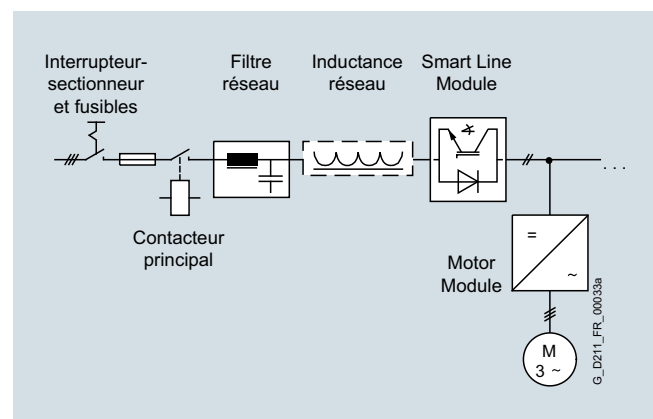 Interrupteur-
sectionneur
et fusibles
Filtre
réseau
Inductance
réseau
Smart Line
Module
Contacteur
principal
. . .
=
~
Motor
Module
M
3 ~
G_D211_FR_00033a